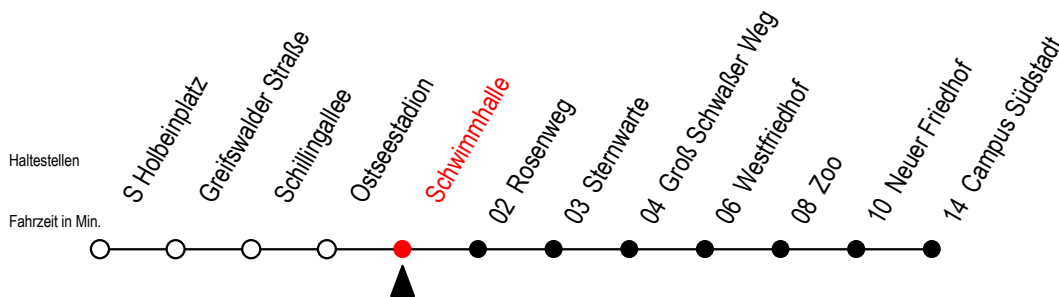 Haltestellen
Fahrzeit in Min.
S Holbeinplatz
Greifswalder Straße
Schillingallee
Ostseestadion
Schwimmhalle
02 Rosenweg
03 Sternwarte
04 Groß Schwaßer Weg
06 Westfriedhof
08 Zoo
10 Neuer Friedhof
14 Campus Südstadt